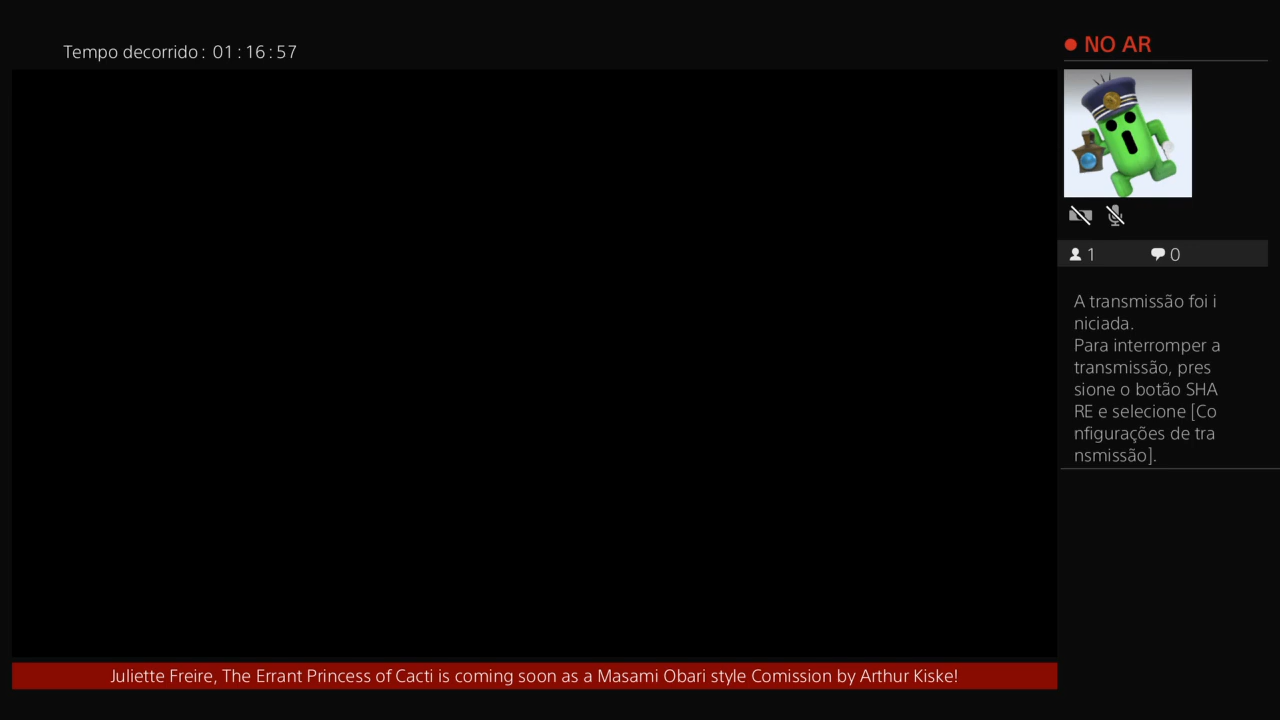 Tempo decorrido: 01:16:57
NO AR
1 0
A transmissão foi i
niciada.
Para interromper a
transmissão, pres
sione o botão SHA
RE e selecione [Co
nfigurações de tra
nsmissão].
Juliette Freire, The Errant Princess of Cacti is coming soon as a Masami Obari style Comission by Arthur Kiske!